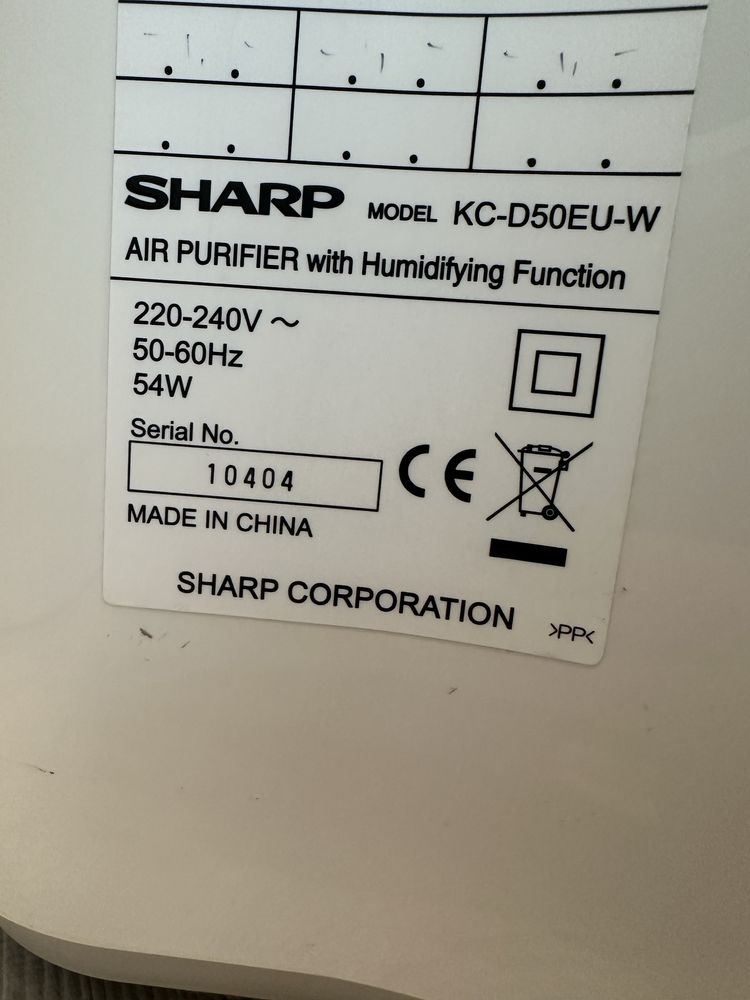 SHARP MODEL KC-D50EU-W
AIR PURIFIER with Humidifying Function
220-240V ~
50-60Hz
54W
Serial No.
10404
CE
MADE IN CHINA
SHARP CORPORATION
>PP<